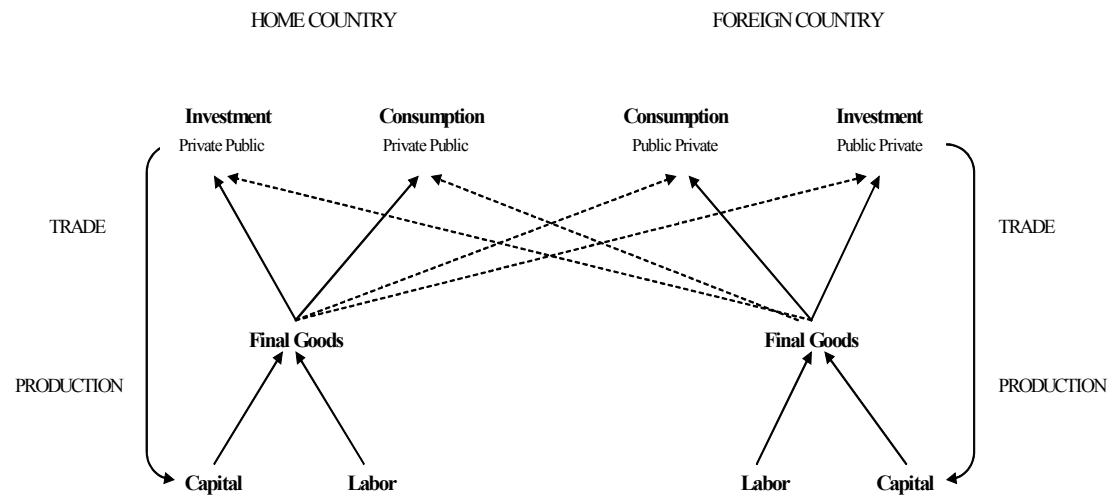 HOME COUNTRY FOREIGN COUNTRY
Investment Consumption Consumption Investment
Private Public Private Public Public Private Public Private
TRADE TRADE
Final Goods Final Goods
PRODUCTION PRODUCTION
Capital Labor Labor Capital